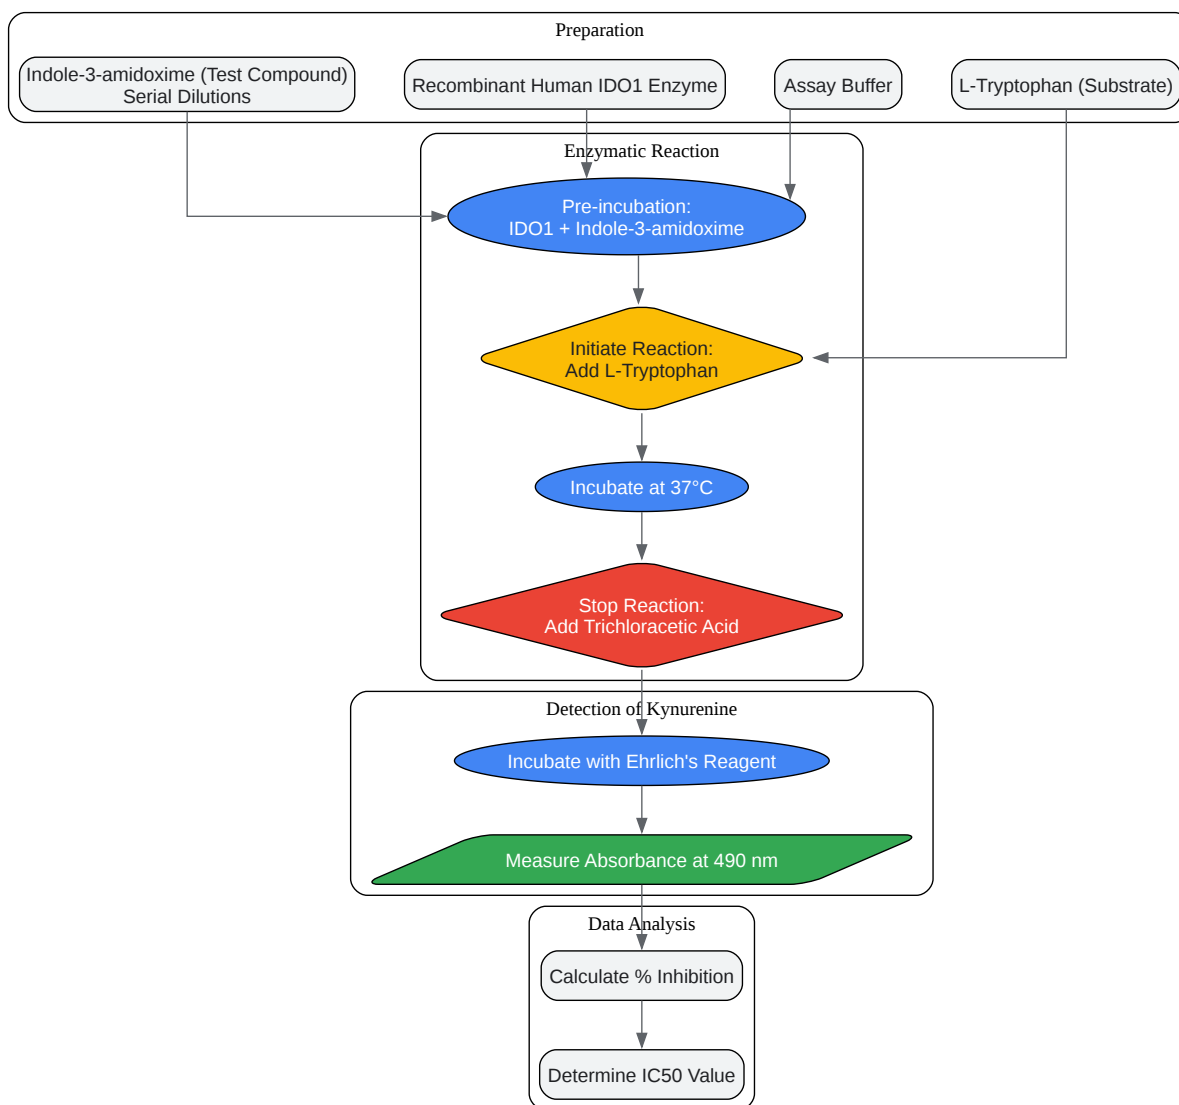 Preparation
Indole-3-amidoxime (Test Compound)
Serial Dilutions
Recombinant Human IDO1 Enzyme
Assay Buffer
L-Tryptophan (Substrate)
Enzymatic Reaction
Pre-incubation:
IDO1 + Indole-3-amidoxime
Initiate Reaction:
Add L-Tryptophan
Incubate at 37°C
Stop Reaction:
Add Trichloracetic Acid
Detection of Kynurenine
Incubate with Ehrlich's Reagent
Measure Absorbance at 490 nm
Data Analysis
Calculate % Inhibition
Determine IC50 Value